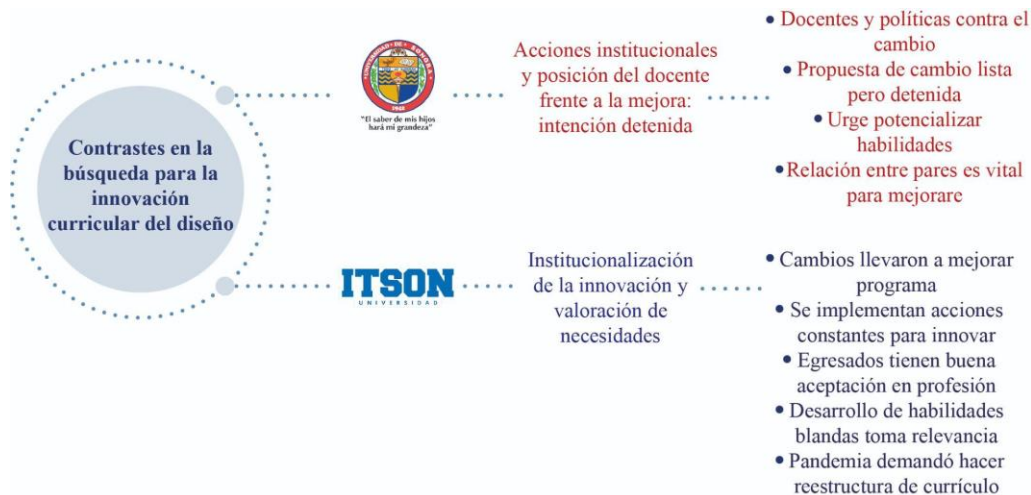 Contrastes en la
búsqueda para la
innovación
curricular del diseño
UNIVERSIDAD DE SONORA
1942
"El saber de mis hijos
hará mi grandeza"
Acciones institucionales
y posición del docente
frente a la mejora:
intención detenida
• Docentes y políticas contra el
cambio
• Propuesta de cambio lista
pero detenida
• Urge potencializar
habilidades
• Relación entre pares es vital
para mejorare
ITSON
UNIVERSIDAD
Institucionalización
de la innovación y
valoración de
necesidades
• Cambios llevaron a mejorar
programa
• Se implementan acciones
constantes para innovar
• Egresados tienen buena
aceptación en profesión
• Desarrollo de habilidades
blandas toma relevancia
• Pandemia demandó hacer
reestructura de currículo